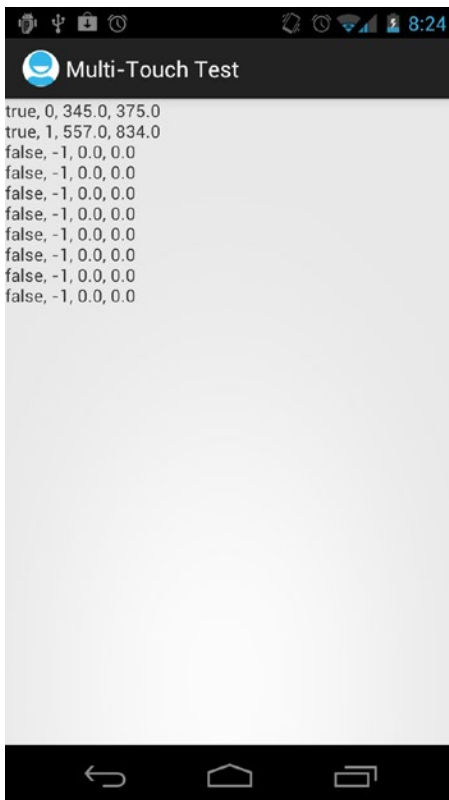 8:24
Multi-Touch Test
true, 0, 345.0, 375.0
true, 1, 557.0, 834.0
false, -1, 0.0, 0.0
false, -1, 0.0, 0.0
false, -1, 0.0, 0.0
false, -1, 0.0, 0.0
false, -1, 0.0, 0.0
false, -1, 0.0, 0.0
false, -1, 0.0, 0.0
false, -1, 0.0, 0.0